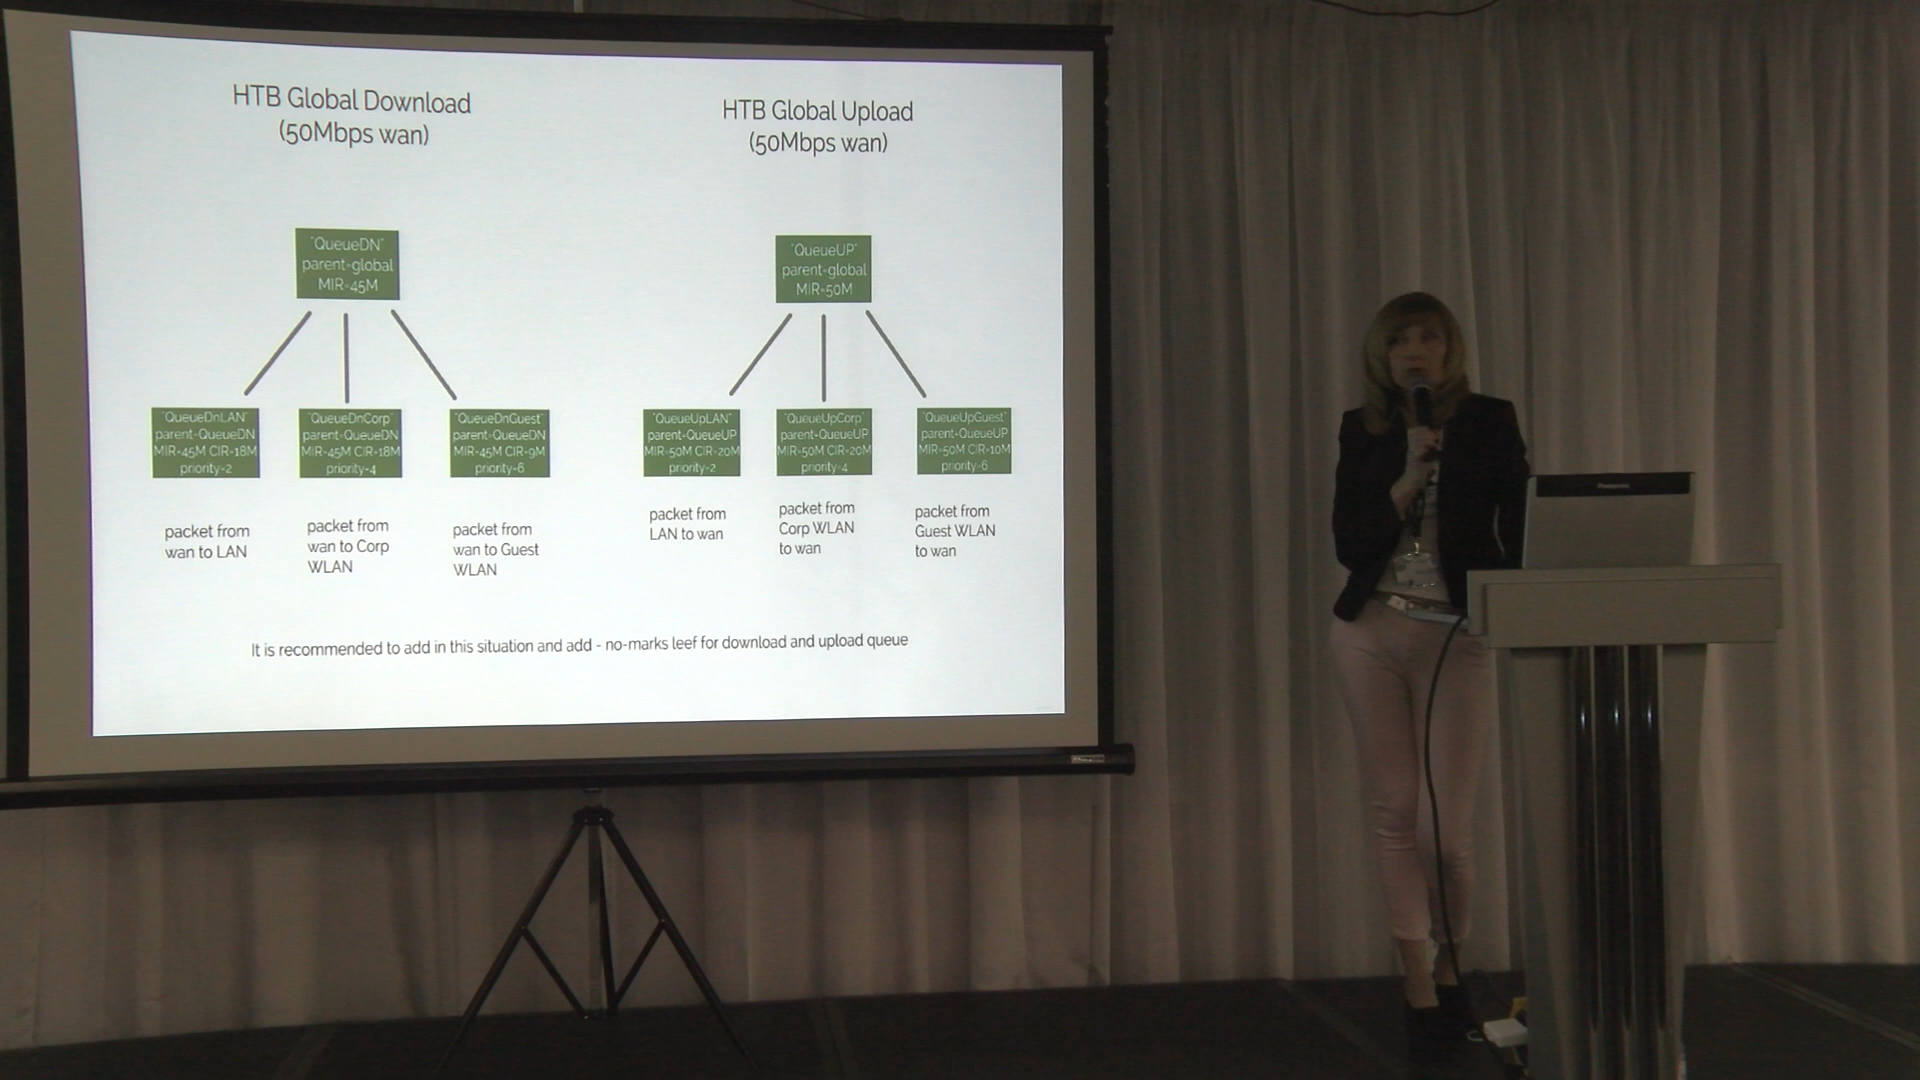 HTB Global Download
(50Mbps wan)
"QueueDN"
parent=global
MIR=45M
"QueueDnLAN"
parent=QueueDN
MIR=45M CIR=18M
priority=2
"QueueDnCorp"
parent=QueueDN
MIR=45M CIR=18M
priority=4
"QueueDnGuest"
parent=QueueDN
MIR=45M CIR=9M
priority=6
packet from
wan to LAN
packet from
wan to Corp
WLAN
packet from
wan to Guest
WLAN
HTB Global Upload
(50Mbps wan)
"QueueUP"
parent=global
MIR=50M
"QueueUpLAN"
parent=QueueUP
MIR=50M CIR=20M
priority=2
"QueueUpCorp"
parent=QueueUP
MIR=50M CIR=20M
priority=4
"QueueUpGuest"
parent=QueueUP
MIR=50M CIR=10M
priority=6
packet from
LAN to wan
packet from
Corp WLAN
to wan
packet from
Guest WLAN
to wan
It is recommended to add in this situation and add - no-marks leef for download and upload queue
Panasonic